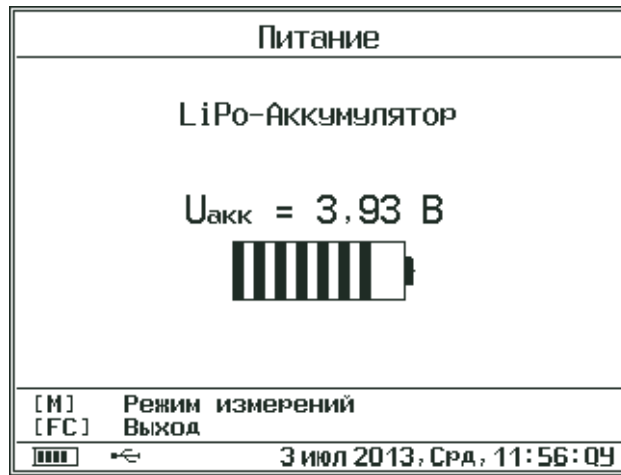 Питание
LiPo-Аккумулятор
Uакк = 3,93 В
[M] Режим измерений
[FC] Выход
3 июл 2013, Срд, 11:56:04